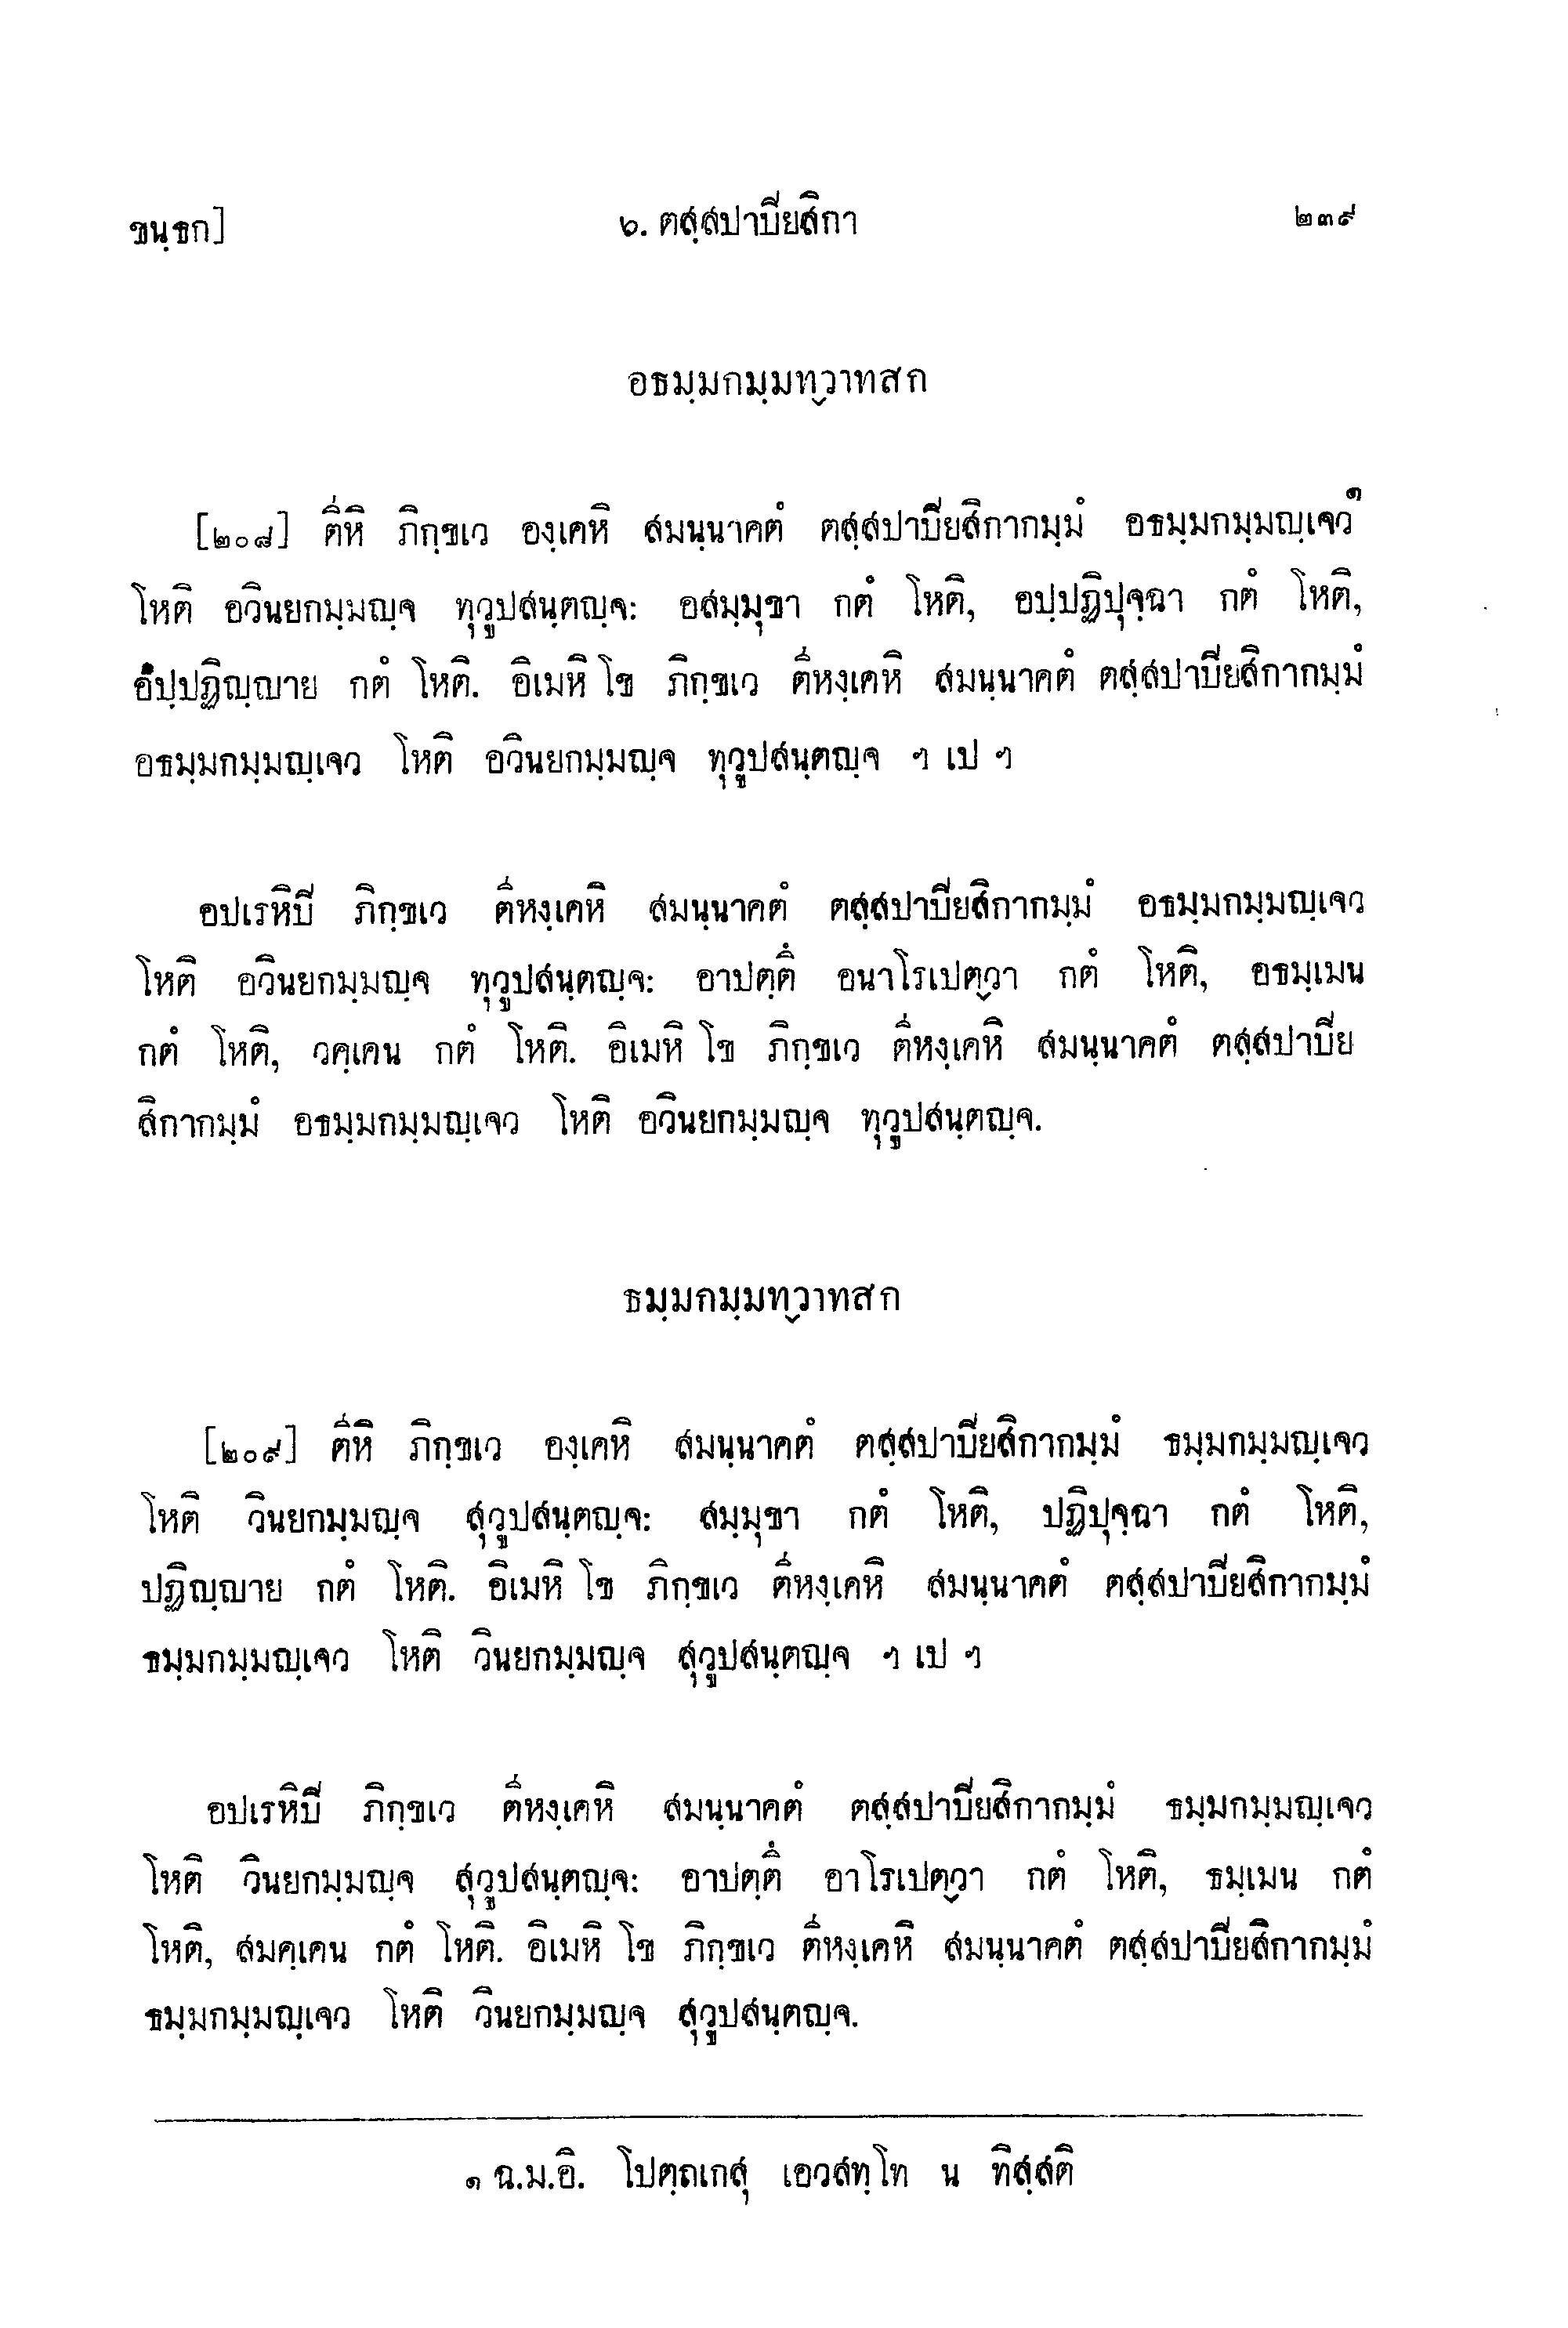 ขนฺธก]
๖. ตสฺสปาปียสิกา
๒๓๙
อธมฺมกมฺมทฺวาทสก
[๒๐๘] ตีหิ ภิกฺขเว องฺเคหิ สมนฺนาคตํ ตสฺสปาปียสิกากมฺมํ อธมฺมกมฺมญฺเจว๑
โหติ อวินยกมฺมญฺจ ทุวูปสนฺตญฺจ: อสมฺมุขา กตํ โหติ, อปฺปฏิปุจฺฉา กตํ โหติ,
อปฺปฏิญฺญาย กตํ โหติ. อิเมหิ โข ภิกฺขเว ตีหงฺเคหิ สมนฺนาคตํ ตสฺสปาปียสิกากมฺมํ
อธมฺมกมฺมญฺเจว โหติ อวินยกมฺมญฺจ ทุวูปสนฺตญฺจ ฯ เป ฯ
อปเรหิปิ ภิกฺขเว ตีหงฺเคหิ สมนฺนาคตํ ตสฺสปาปียสิกากมฺมํ อธมฺมกมฺมญฺเจว
โหติ อวินยกมฺมญฺจ ทุวูปสนฺตญฺจ: อาปตฺตึ อนาโรเปตฺวา กตํ โหติ, อธมฺเมน
กตํ โหติ, วคฺเคน กตํ โหติ. อิเมหิ โข ภิกฺขเว ตีหงฺเคหิ สมนฺนาคตํ ตสฺสปาปีย
สิกากมฺมํ อธมฺมกมฺมญฺเจว โหติ อวินยกมฺมญฺจ ทุวูปสนฺตญฺจ.
ธมฺมกมฺมทฺวาทสก
[๒๐๙] ตีหิ ภิกฺขเว องฺเคหิ สมนฺนาคตํ ตสฺสปาปียสิกากมฺมํ ธมฺมกมฺมญฺเจว
โหติ วินยกมฺมญฺจ สุวูปสนฺตญฺจ: สมฺมุขา กตํ โหติ, ปฏิปุจฺฉา กตํ โหติ,
ปฏิญฺญาย กตํ โหติ. อิเมหิ โข ภิกฺขเว ตีหงฺเคหิ สมนฺนาคตํ ตสฺสปาปียสิกากมฺมํ
ธมฺมกมฺมญฺเจว โหติ วินยกมฺมญฺจ สุวูปสนฺตญฺจ ฯ เป ฯ
อปเรหิปิ ภิกฺขเว ตีหงฺเคหิ สมนฺนาคตํ ตสฺสปาปียสิกากมฺมํ ธมฺมกมฺมญฺเจว
โหติ วินยกมฺมญฺจ สุวูปสนฺตญฺจ: อาปตฺตึ อาโรเปตฺวา กตํ โหติ, ธมฺเมน กตํ
โหติ, สมคฺเคน กตํ โหติ. อิเมหิ โข ภิกฺขเว ตีหงฺเคหิ สมนฺนาคตํ ตสฺสปาปียสิกากมฺมํ
ธมฺมกมฺมญฺเจว โหติ วินยกมฺมญฺจ สุวูปสนฺตญฺจ.
๑ ฉ.ม.อิ. โปตฺถเกสุ เอวสทฺโท น ทิสฺสติ